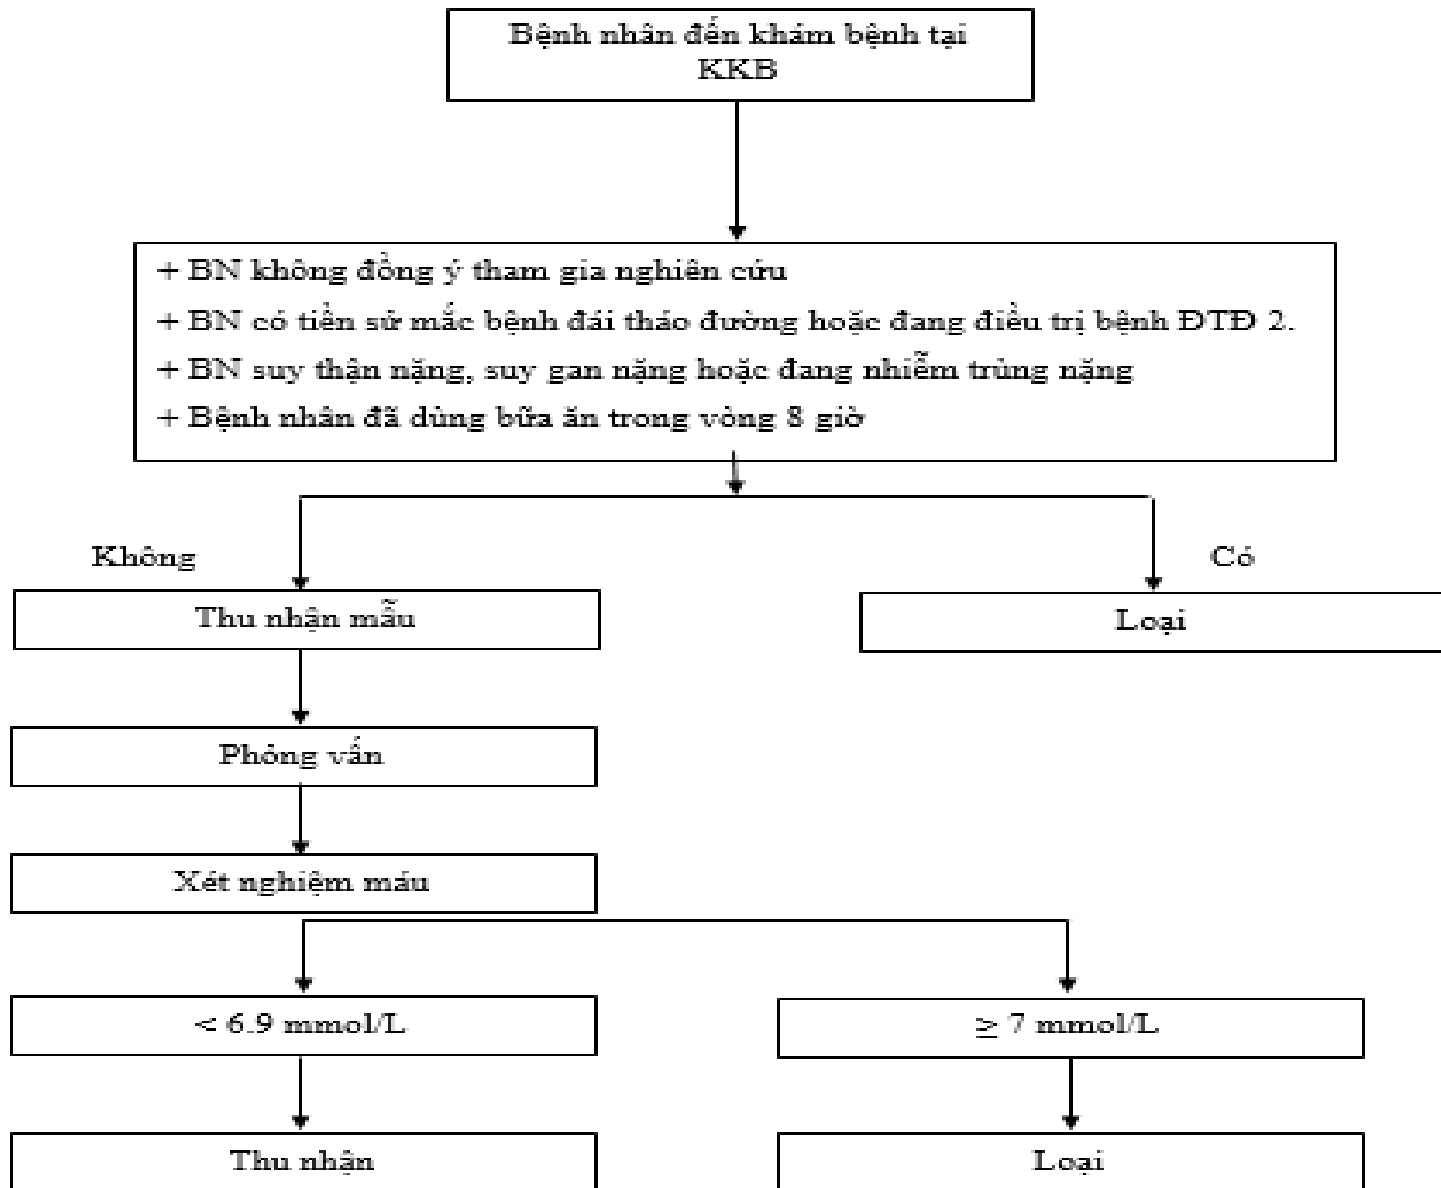 Bệnh nhân đến khám bệnh tại
KKB
+ BN không đồng ý tham gia nghiên cứu
+ BN có tiền sử mắc bệnh đái tháo đường hoặc đang điều trị bệnh ĐTĐ 2.
+ BN suy thận nặng, suy gan nặng hoặc đang nhiễm trùng nặng
+ Bệnh nhân đã dùng bữa ăn trong vòng 8 giờ
Không
Có
Thu nhận mẫu
Loại
Phỏng vấn
Xét nghiệm máu
< 6.9 mmol/L
≥ 7 mmol/L
Thu nhận
Loại